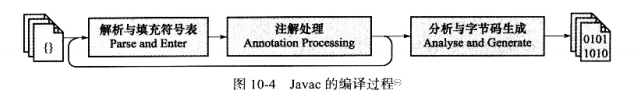 {}
解析与填充符号表
Parse and Enter
注解处理
Annotation Processing
分析与字节码生成
Analyse and Generate
0101
1010
图 10-4 Javac 的编译过程㊀